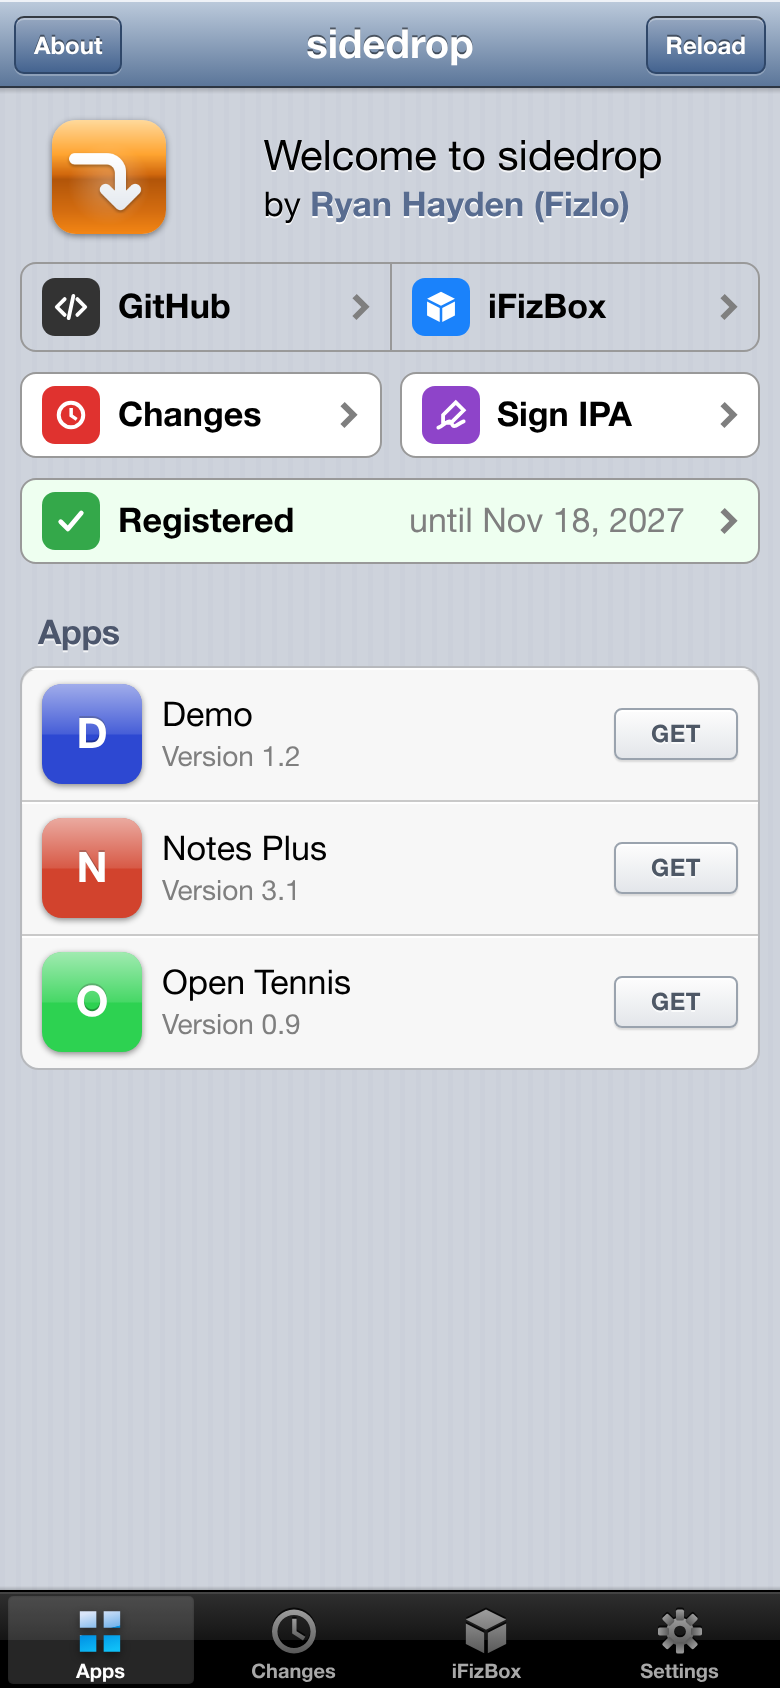 About
sidedrop
Reload
Welcome to sidedrop
by Ryan Hayden (Fizlo)
GitHub
iFizBox
Changes
Sign IPA
Registered
until Nov 18, 2027
Apps
D
Demo
Version 1.2
GET
N
Notes Plus
Version 3.1
GET
O
Open Tennis
Version 0.9
GET
Apps
Changes
iFizBox
Settings